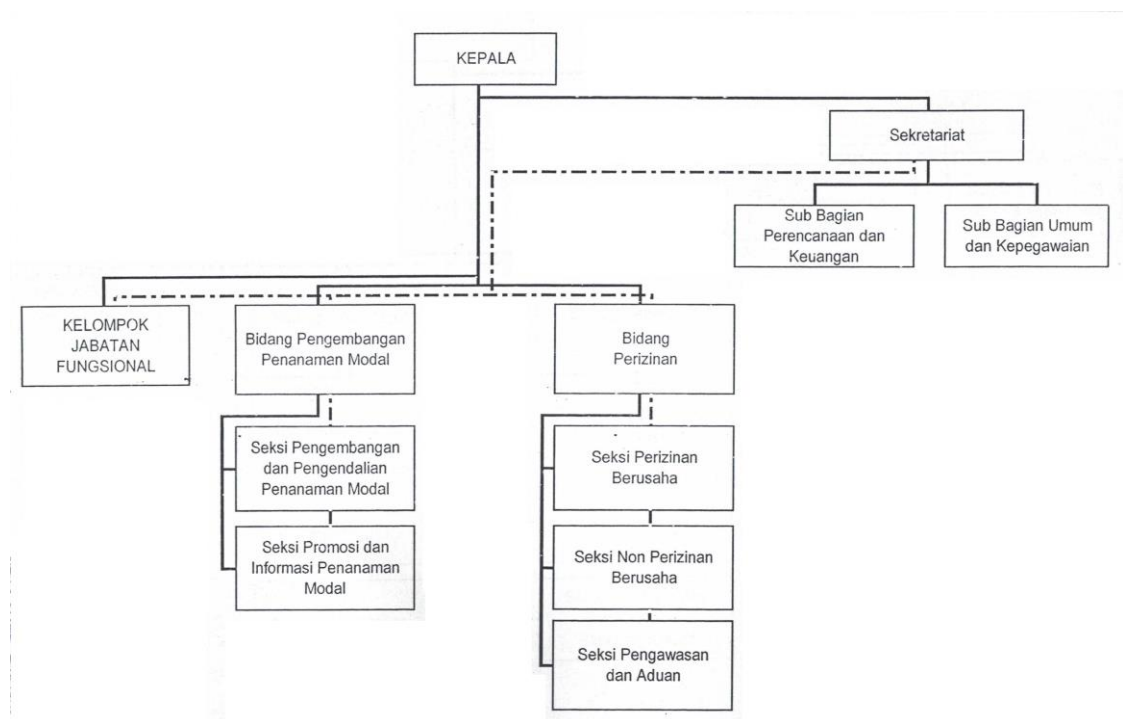 KEPALA
Sekretariat
Sub Bagian
Perencanaan dan
Keuangan
Sub Bagian Umum
dan Kepegawaian
KELOMPOK
JABATAN
FUNGSIONAL
Bidang Pengembangan
Penanaman Modal
Bidang
Perizinan
Seksi Pengembangan
dan Pengendalian
Penanaman Modal
Seksi Promosi dan
Informasi Penanaman
Modal
Seksi Perizinan
Berusaha
Seksi Non Perizinan
Berusaha
Seksi Pengawasan
dan Aduan